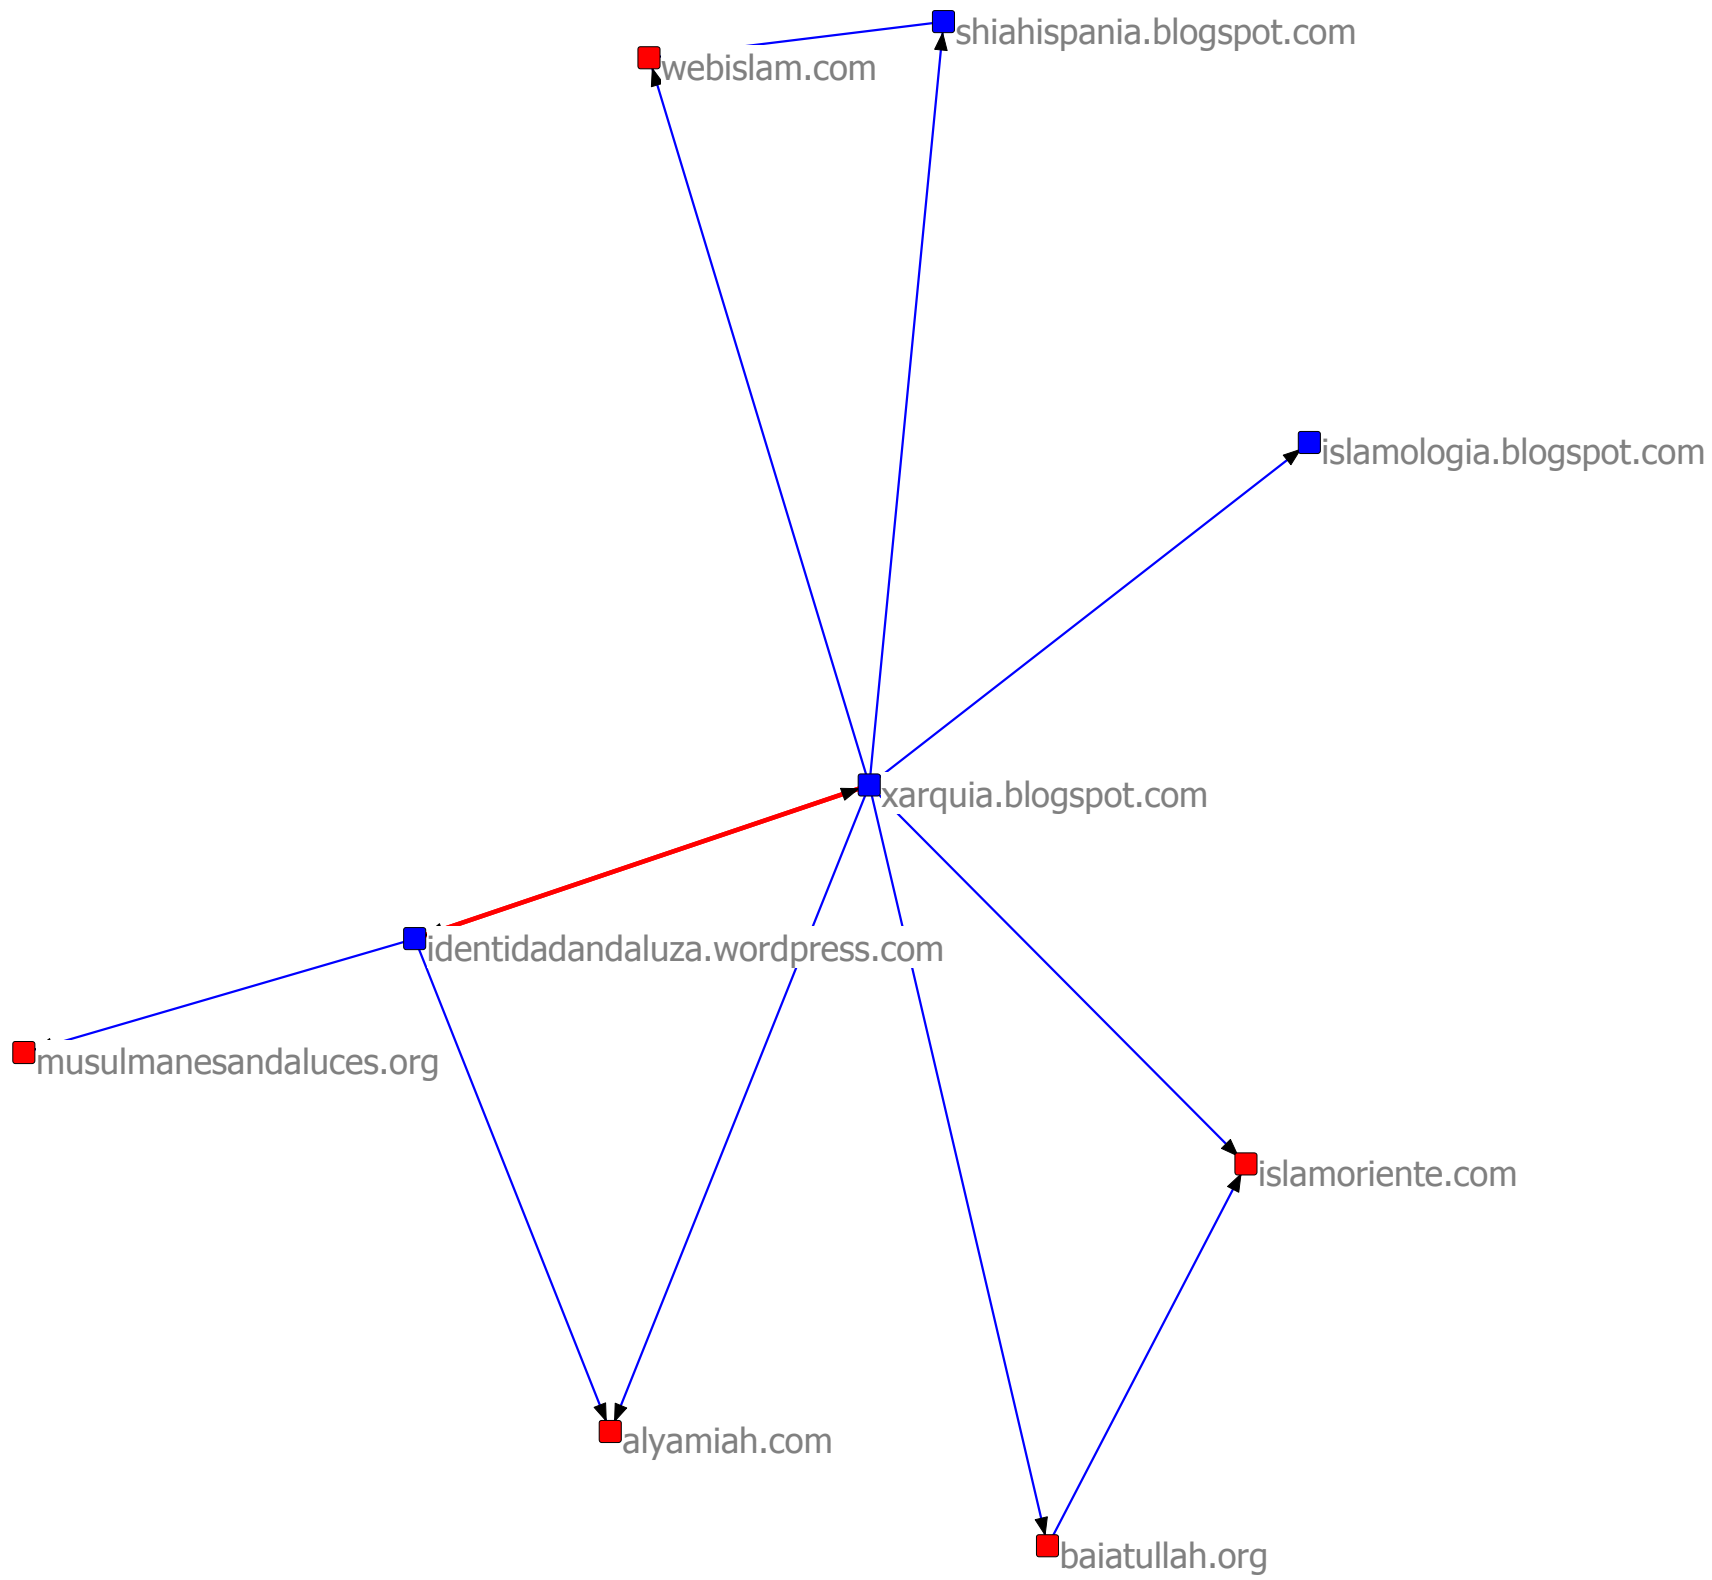 shiahispania.blogspot.com
webislam.com
islamologia.blogspot.com
xarquia.blogspot.com
identidadandaluza.wordpress.com
musulmanesandaluces.org
islamoriente.com
alyamiah.com
baiatullah.org